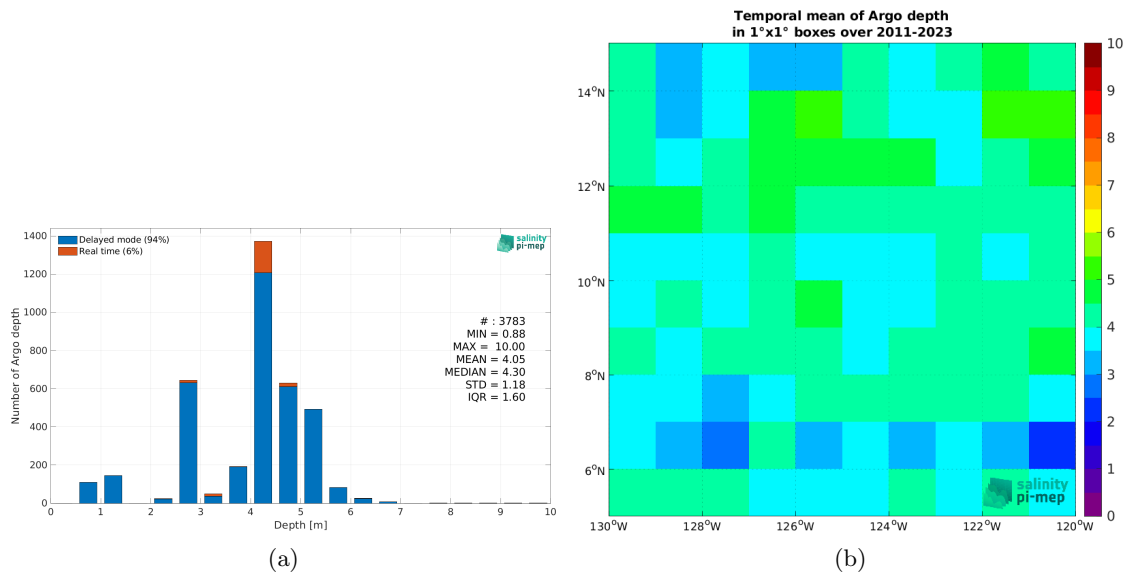 Delayed mode (94%)
Real time (6%)
salinity
pi-mep
# : 3783
MIN = 0.88
MAX = 10.00
MEAN = 4.05
MEDIAN = 4.30
STD = 1.18
IQR = 1.60
Number of Argo depth
1400
1200
1000
800
600
400
200
0
0 1 2 3 4 5 6 7 8 9 10
Depth [m]
(a)
Temporal mean of Argo depth
in 1°x1° boxes over 2011-2023
14°N
12°N
10°N
8°N
6°N
130°W 128°W 126°W 124°W 122°W 120°W
salinity
pi-mep
10
9
8
7
6
5
4
3
2
1
0
(b)